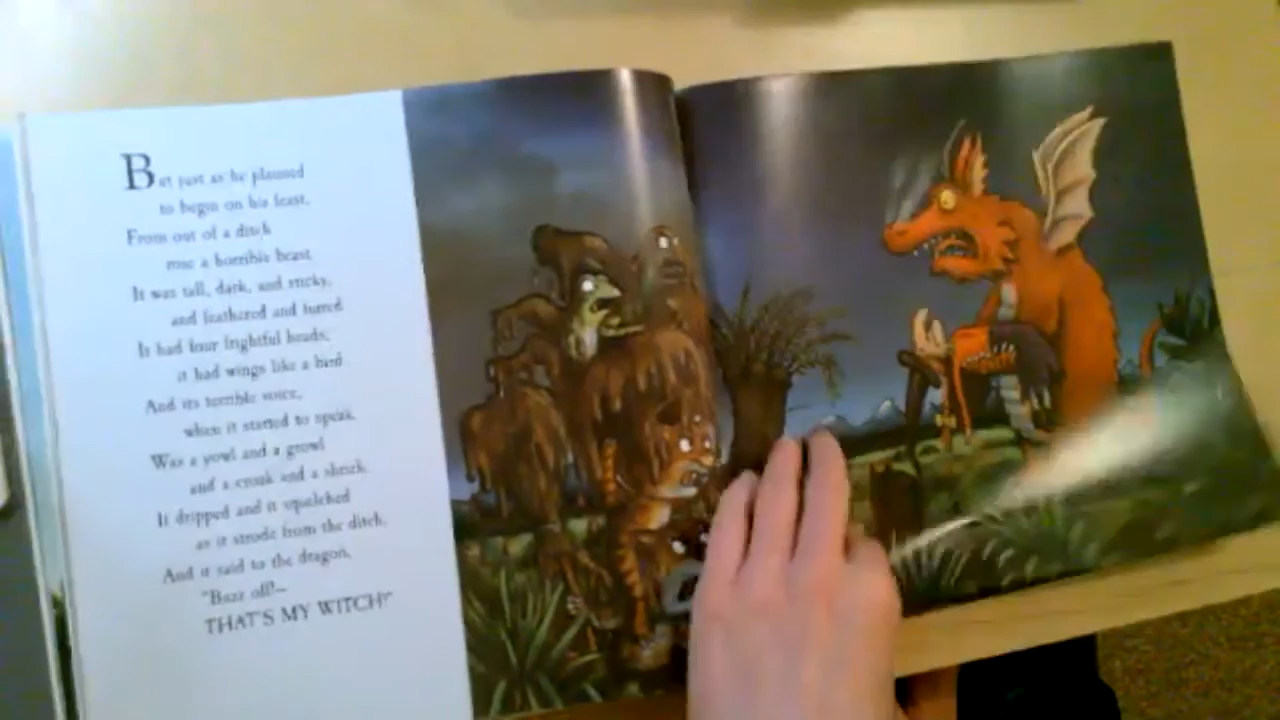 But just as he planned
to begin on his feast,
From out of a ditch
rose a horrible beast
It was tall, dark, and sticky,
and feathered and furred
It had four frightful heads,
it had wings like a bird
And its terrible voice,
when it started to speak,
Was a yowl and a growl
and a croak and a shriek
It dripped and it squelched
as it strode from the ditch,
And it said to the dragon,
"Buzz off!–
THAT'S MY WITCH!"